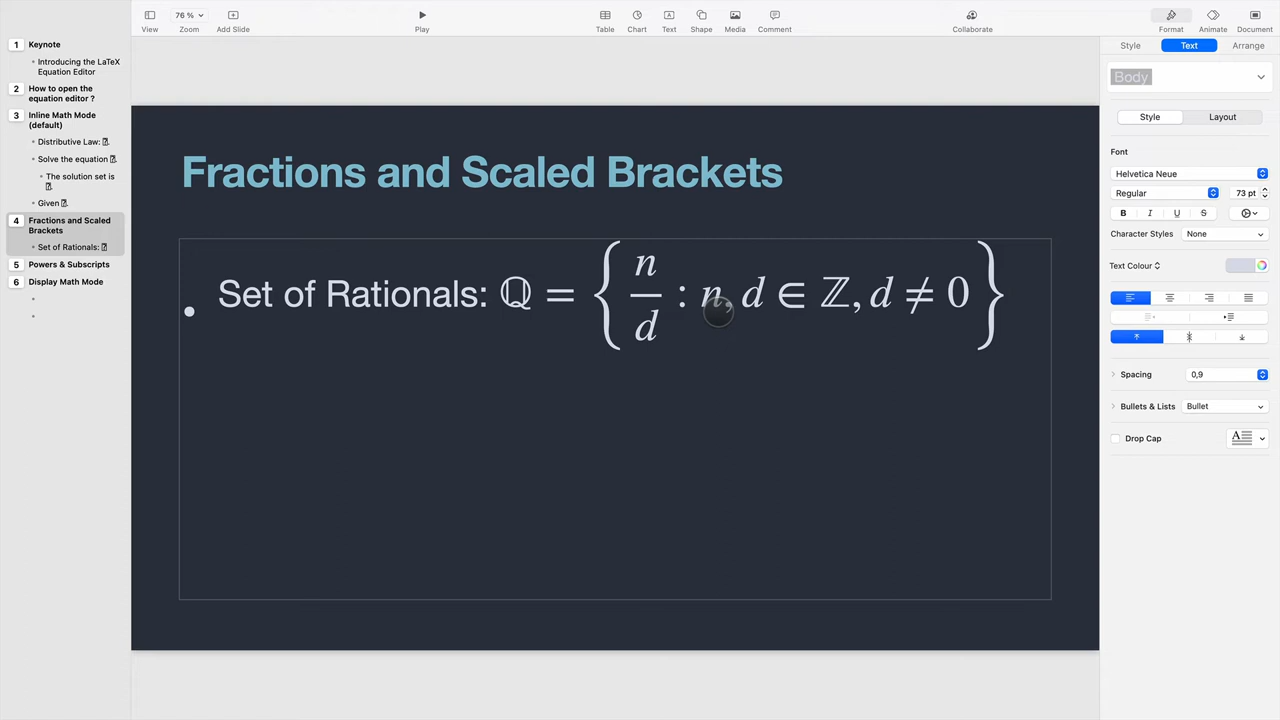 76 %
View
Zoom
Add Slide
Play
Table
Chart
Text
Shape
Media
Comment
Collaborate
Format
Animate
Document
1 Keynote
• Introducing the LaTeX
Equation Editor
2 How to open the
equation editor ?
3 Inline Math Mode
(default)
• Distributive Law: ⍰.
• Solve the equation ⍰.
• The solution set is
⍰.
• Given ⍰.
4 Fractions and Scaled
Brackets
• Set of Rationals: ⍰
5 Powers & Subscripts
6 Display Math Mode
Fractions and Scaled Brackets
• Set of Rationals: ℚ = { n/d : n, d ∈ ℤ, d ≠ 0 }
Style Text Arrange
Body
Style Layout
Font
Helvetica Neue
Regular 73 pt
B I U S
Character Styles None
Text Colour
Spacing 0,9
Bullets & Lists Bullet
Drop Cap A